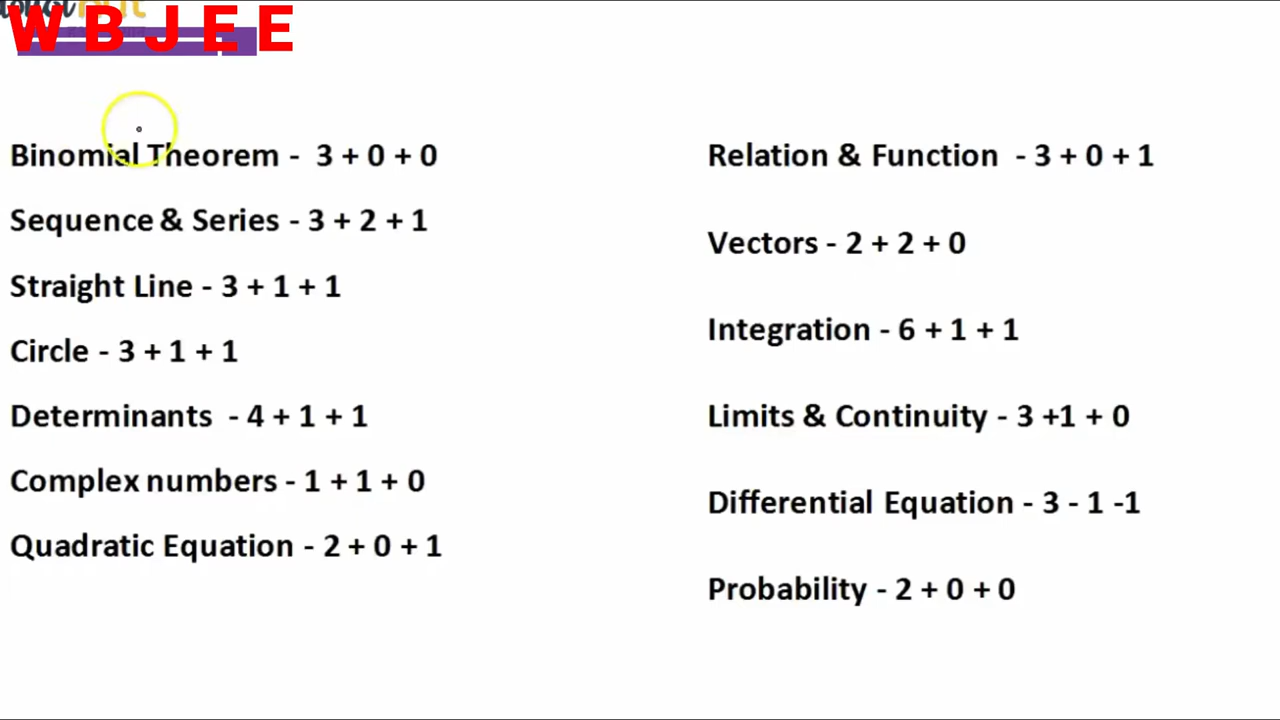 WBJEE
Binomial Theorem - 3 + 0 + 0
Sequence & Series - 3 + 2 + 1
Straight Line - 3 + 1 + 1
Circle - 3 + 1 + 1
Determinants - 4 + 1 + 1
Complex numbers - 1 + 1 + 0
Quadratic Equation - 2 + 0 + 1
Relation & Function - 3 + 0 + 1
Vectors - 2 + 2 + 0
Integration - 6 + 1 + 1
Limits & Continuity - 3 +1 + 0
Differential Equation - 3 - 1 -1
Probability - 2 + 0 + 0